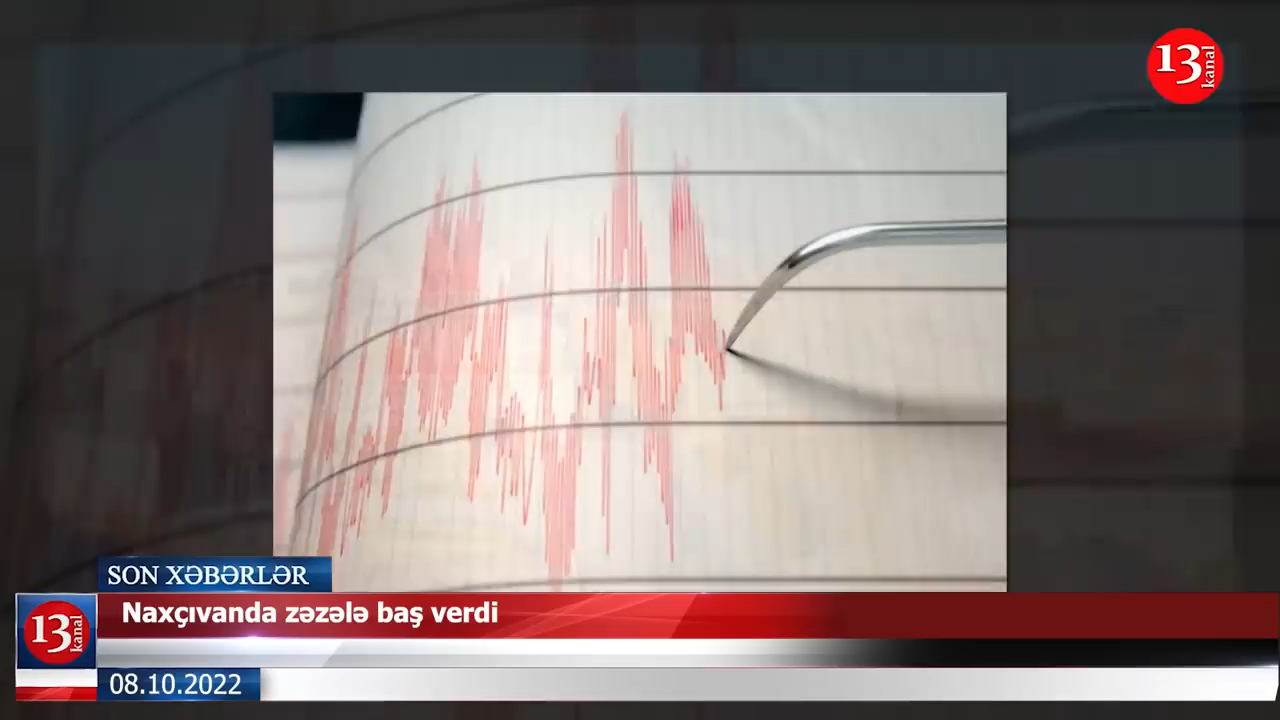 13 kanal
SON XƏBƏRLƏR
Naxçıvanda zəzələ baş verdi
13 kanal
08.10.2022